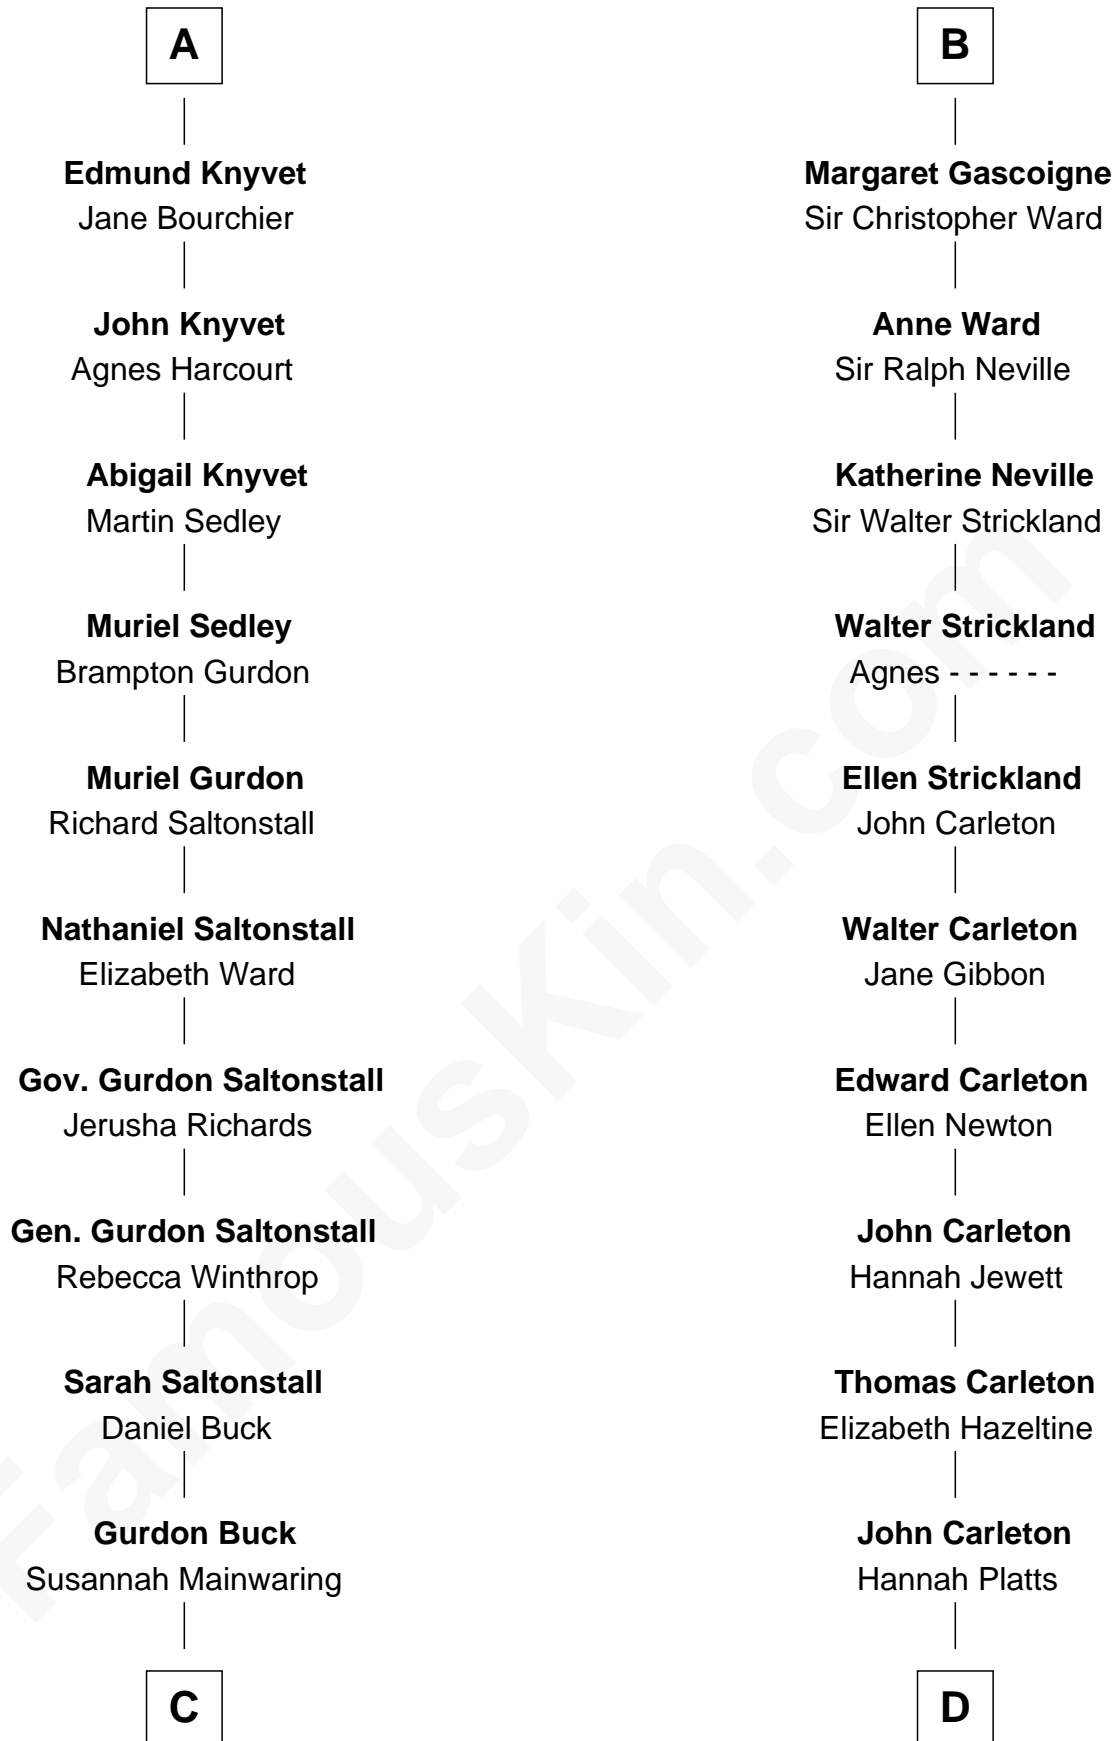 A
Edmund Knyvet
Jane Bourchier
John Knyvet
Agnes Harcourt
Abigail Knyvet
Martin Sedley
Muriel Sedley
Brampton Gurdon
Muriel Gurdon
Richard Saltonstall
Nathaniel Saltonstall
Elizabeth Ward
Gov. Gurdon Saltonstall
Jerusha Richards
Gen. Gurdon Saltonstall
Rebecca Winthrop
Sarah Saltonstall
Daniel Buck
Gurdon Buck
Susannah Mainwaring
C
B
Margaret Gascoigne
Sir Christopher Ward
Anne Ward
Sir Ralph Neville
Katherine Neville
Sir Walter Strickland
Walter Strickland
Agnes - - - - - -
Ellen Strickland
John Carleton
Walter Carleton
Jane Gibbon
Edward Carleton
Ellen Newton
John Carleton
Hannah Jewett
Thomas Carleton
Elizabeth Hazeltine
John Carleton
Hannah Platts
D
FamousKin.com